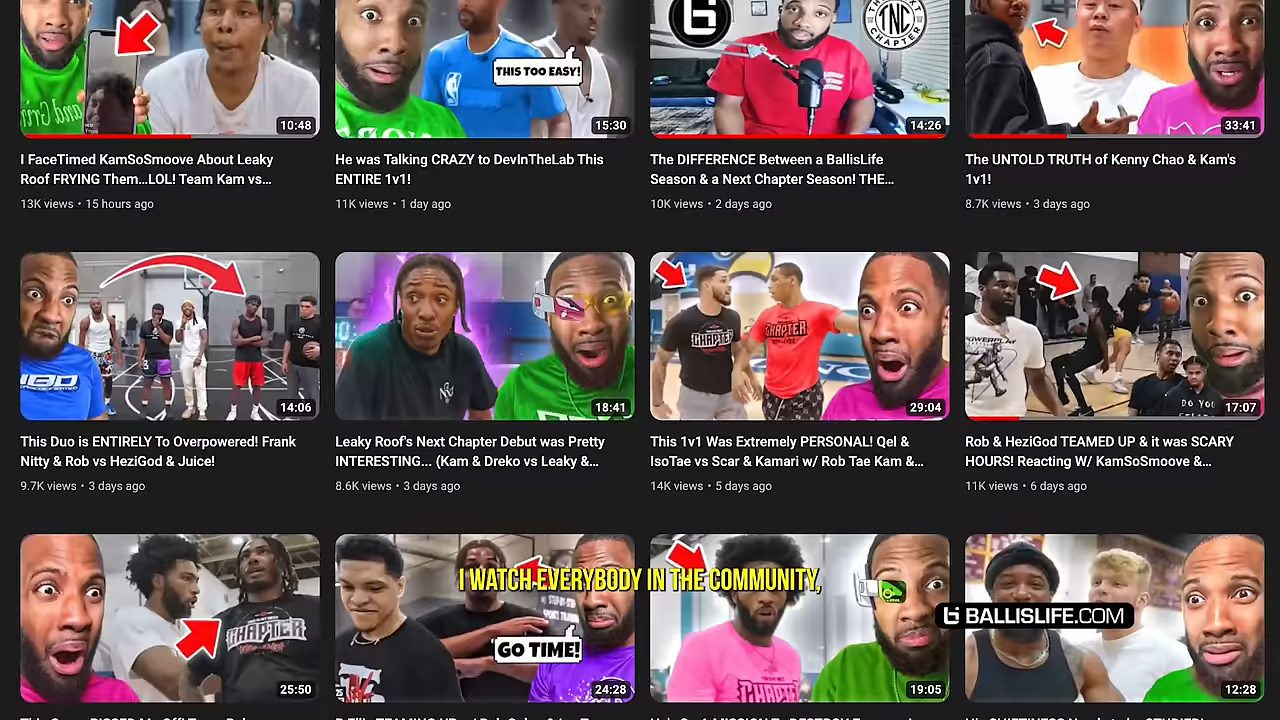 THIS TOO EASY!
TNC
CHAPTER
10:48
15:30
14:26
33:41
I FaceTimed KamSoSmoove About Leaky
Roof FRYING Them...LOL! Team Kam vs...
13K views • 15 hours ago
He was Talking CRAZY to DevInTheLab This
ENTIRE 1v1!
11K views • 1 day ago
The DIFFERENCE Between a BallisLife
Season & a Next Chapter Season! THE...
10K views • 2 days ago
The UNTOLD TRUTH of Kenny Chao & Kam's
1v1!
8.7K views • 3 days ago
CHAPTER
CHAPTER
POWERPLAY
DO YOU
14:06
18:41
29:04
17:07
This Duo is ENTIRELY To Overpowered! Frank
Nitty & Rob vs HeziGod & Juice!
9.7K views • 3 days ago
Leaky Roof's Next Chapter Debut was Pretty
INTERESTING... (Kam & Dreko vs Leaky &...
8.6K views • 3 days ago
This 1v1 Was Extremely PERSONAL! Qel &
IsoTae vs Scar & Kamari w/ Rob Tae Kam &...
14K views • 5 days ago
Rob & HeziGod TEAMED UP & it was SCARY
HOURS! Reacting W/ KamSoSmoove &...
11K views • 6 days ago
I WATCH EVERYBODY IN THE COMMUNITY,
BALLISLIFE.COM
CHAPTER
GO TIME!
CHAPTER
25:50
24:28
19:05
12:28